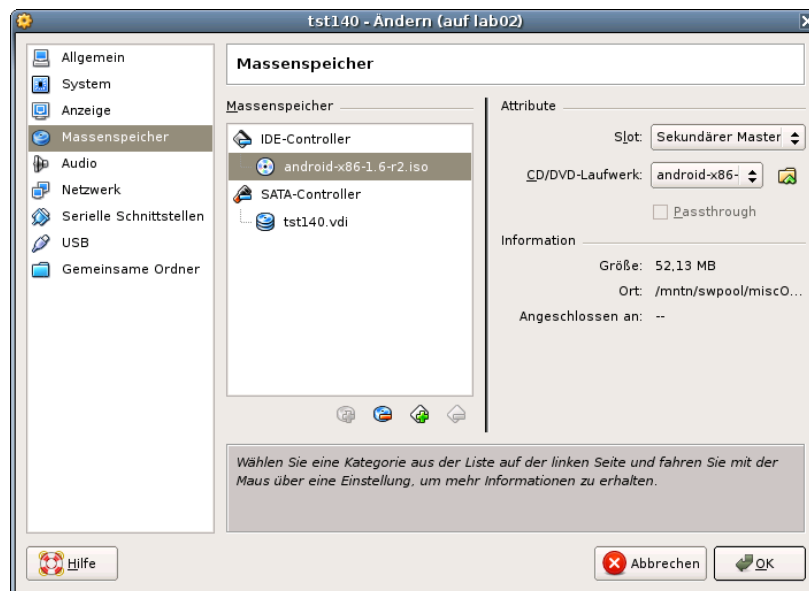 tst140 - Ändern (auf lab02)
Allgemein
System
Anzeige
Massenspeicher
Audio
Netzwerk
Serielle Schnittstellen
USB
Gemeinsame Ordner
Massenspeicher
Massenspeicher
IDE-Controller
android-x86-1.6-r2.iso
SATA-Controller
tst140.vdi
Attribute
Slot: Sekundärer Master
CD/DVD-Laufwerk: android-x86-
Passthrough
Information
Größe: 52,13 MB
Ort: /mntn/swpool/miscO...
Angeschlossen an: --
Wählen Sie eine Kategorie aus der Liste auf der linken Seite und fahren Sie mit der
Maus über eine Einstellung, um mehr Informationen zu erhalten.
Hilfe
Abbrechen
OK